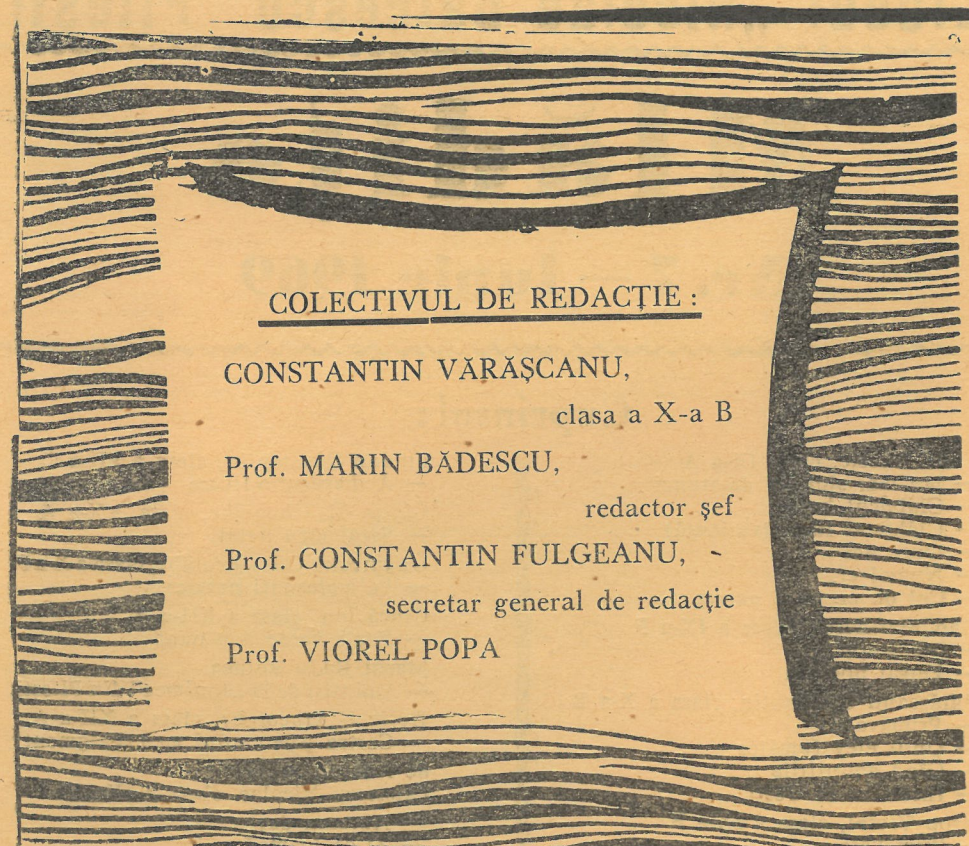 COLECTIVUL DE REDACȚIE :
CONSTANTIN VĂRĂȘCANU,
clasa a X-a B
Prof. MARIN BĂDESCU,
redactor șef
Prof. CONSTANTIN FULGEANU,
secretar general de redacție
Prof. VIOREL POPA